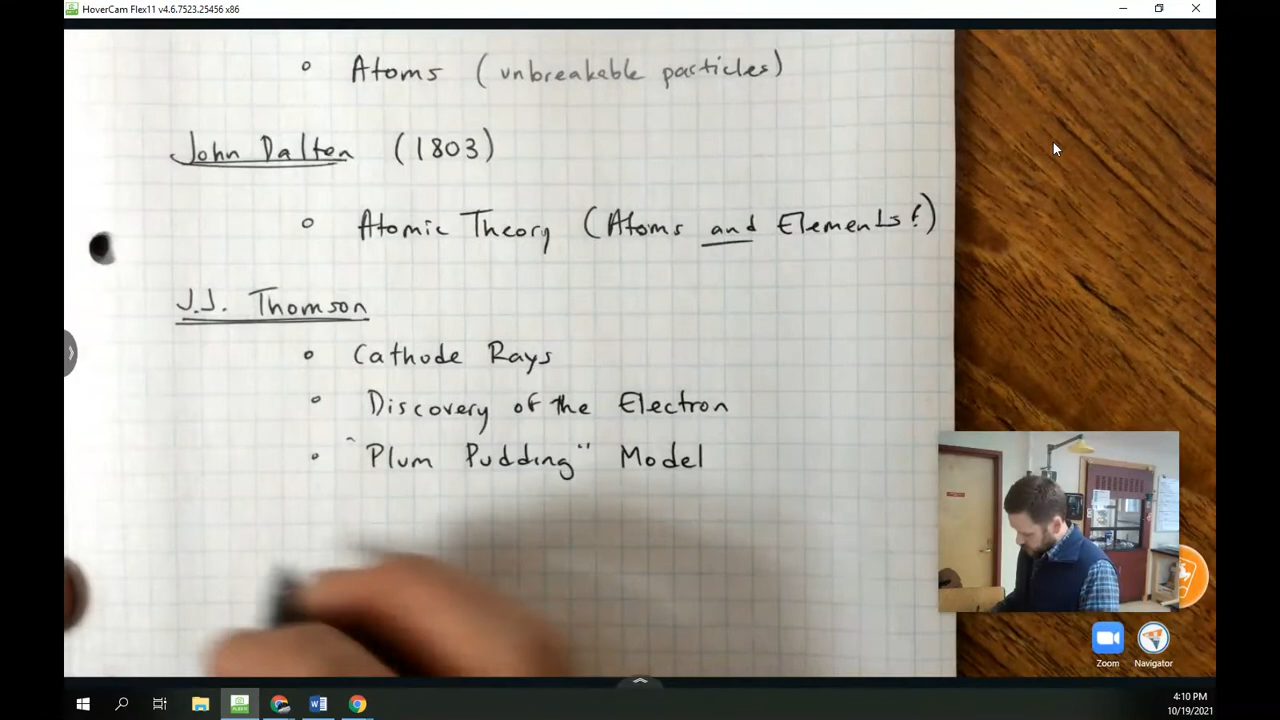 HoverCam Flex11 v4.6.7523.25456 x86
• Atoms (unbreakable particles)
John Dalton (1803)
• Atomic Theory (Atoms and Elements!)
J.J. Thomson
• Cathode Rays
• Discovery of the Electron
• "Plum Pudding" Model
Zoom
Navigator
4:10 PM
10/19/2021